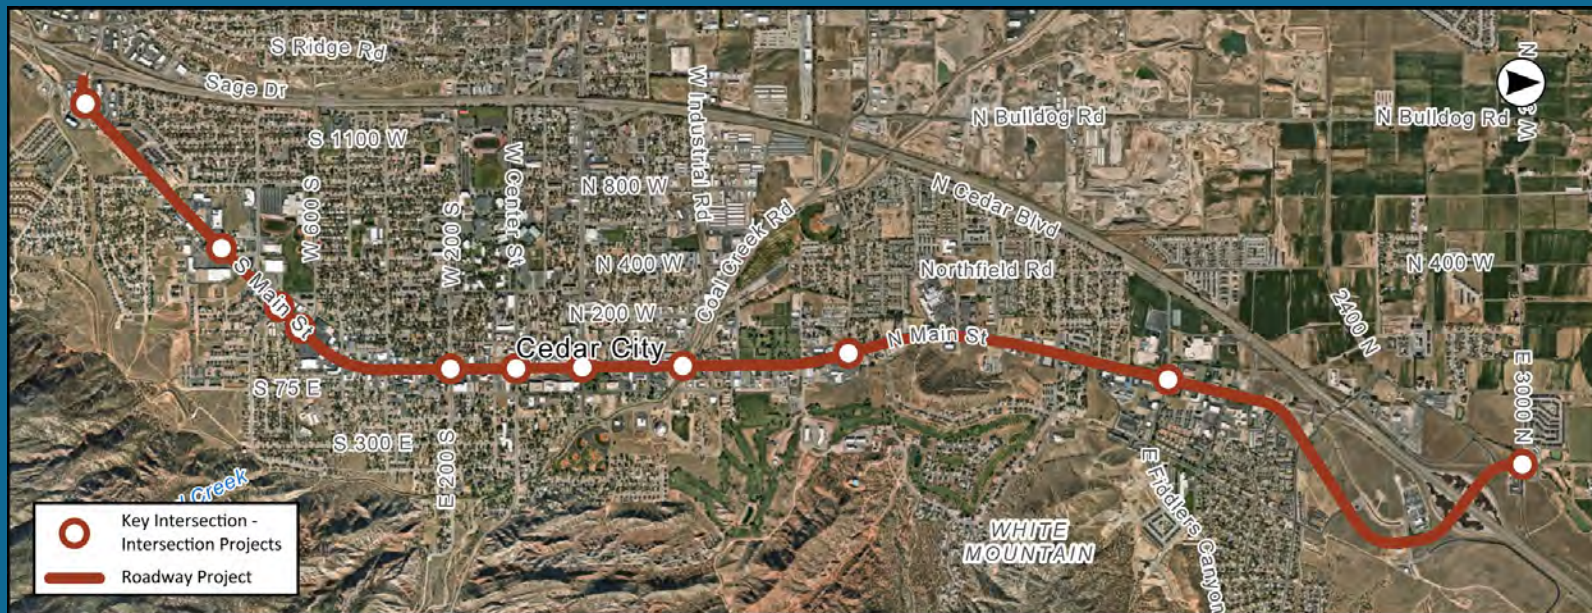 S Ridge Rd
Sage Dr
S 1100 W
W 900 S
W 200 S
W Center St
N 800 W
N 400 W
N 200 W
W Industrial Rd
Coal Creek Rd
N Bulldog Rd
N Bulldog Rd
N Cedar Blvd
Northfield Rd
N 400 W
2400 N
S Main St
Cedar City
N Main St
S 75 E
S 300 E
E 200 S
E Fiddlers Canyon
E 3000 N
Creek
WHITE
MOUNTAIN
Key Intersection -
Intersection Projects
Roadway Project